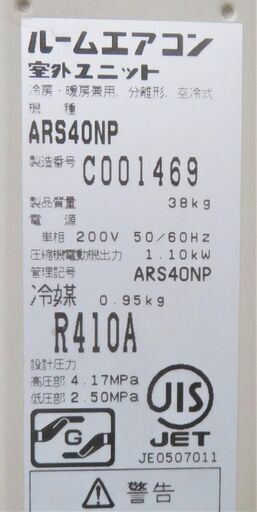 ルームエアコン
室外ユニット
冷房・暖房兼用、分離形、空冷式
機 種
ARS40NP
製造番号 C001469
製品質量 38kg
電 源
単相 200V 50/60Hz
圧縮機電動機出力 1.10kW
管理記号 ARS40NP
冷媒 0.95kg
R410A
設計圧力
高圧部 4.17MPa
低圧部 2.50MPa
G
JIS
JET
JE0507011
警告